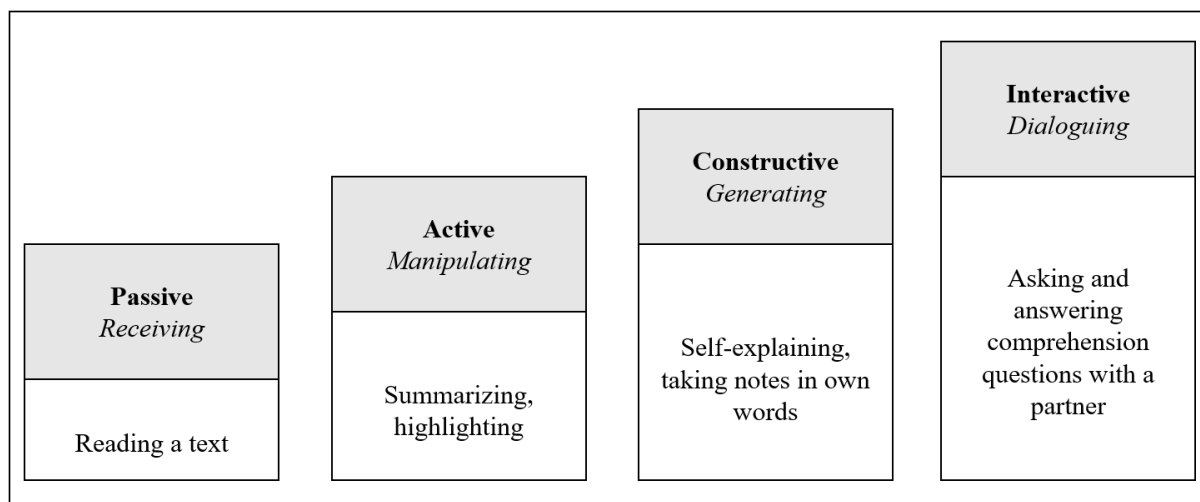 Passive
Receiving
Reading a text
Active
Manipulating
Summarizing,
highlighting
Constructive
Generating
Self-explaining,
taking notes in own
words
Interactive
Dialoguing
Asking and
answering
comprehension
questions with a
partner